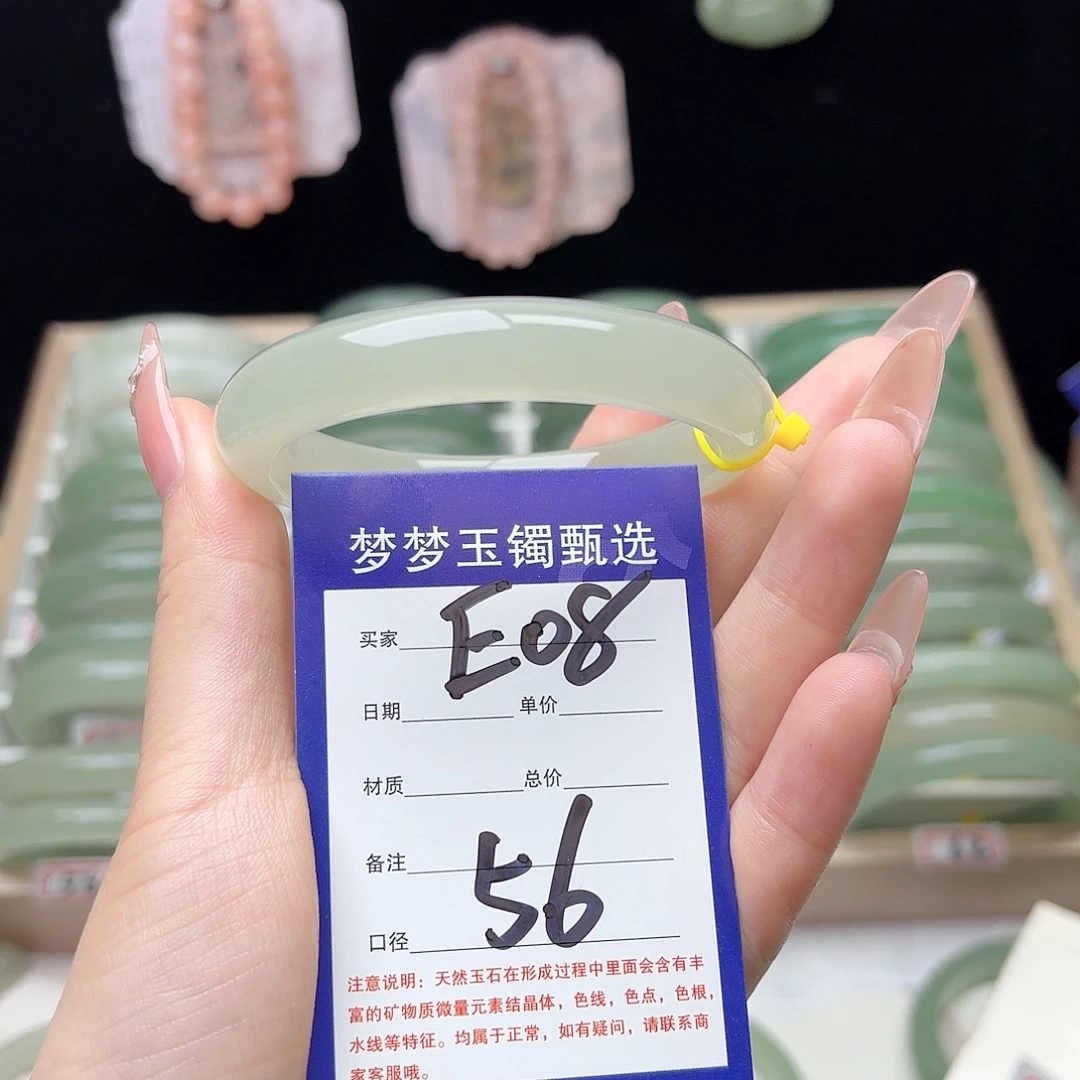 梦梦玉镯甄选
买家 E08
日期 单价
材质 总价
备注
口径 56
注意说明：天然玉石在形成过程中里面会含有丰
富的矿物质微量元素结晶体，色线，色点，色根，
水线等特征。均属于正常，如有疑问，请联系商
家客服哦。